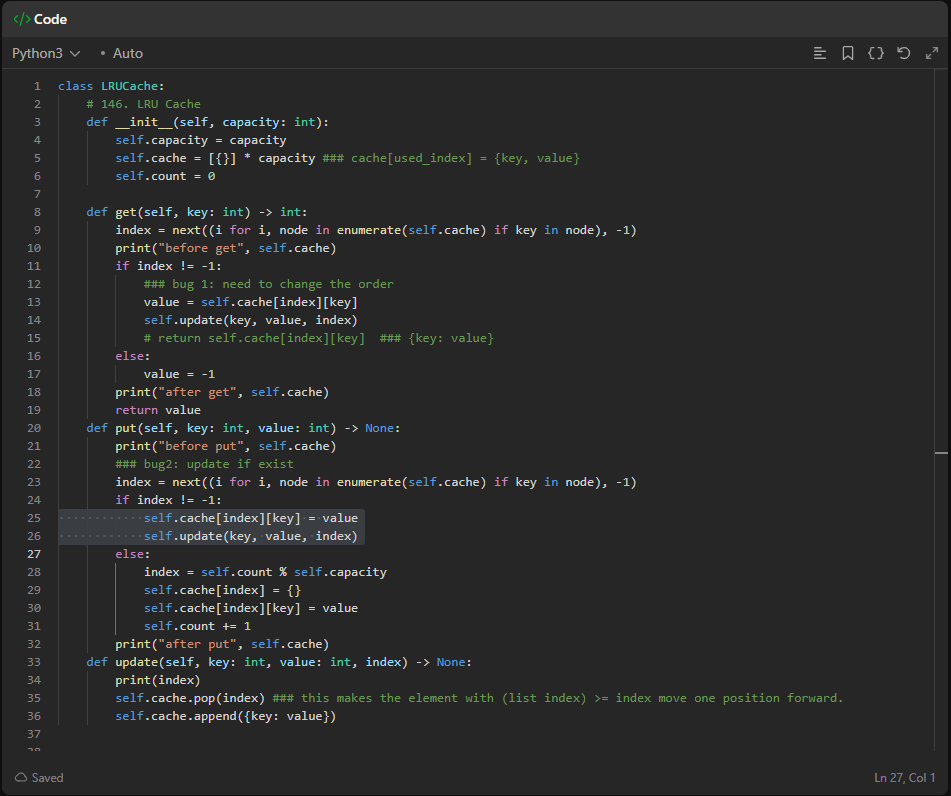 </> Code
Python3 • Auto
1 class LRUCache:
2     # 146. LRU Cache
3     def __init__(self, capacity: int):
4         self.capacity = capacity
5         self.cache = [{}] * capacity ### cache[used_index] = {key, value}
6         self.count = 0
7
8     def get(self, key: int) -> int:
9         index = next((i for i, node in enumerate(self.cache) if key in node), -1)
10         print("before get", self.cache)
11         if index != -1:
12             ### bug 1: need to change the order
13             value = self.cache[index][key]
14             self.update(key, value, index)
15             # return self.cache[index][key]  ### {key: value}
16         else:
17             value = -1
18         print("after get", self.cache)
19         return value
20     def put(self, key: int, value: int) -> None:
21         print("before put", self.cache)
22         ### bug2: update if exist
23         index = next((i for i, node in enumerate(self.cache) if key in node), -1)
24         if index != -1:
25             self.cache[index][key] = value
26             self.update(key, value, index)
27         else:
28             index = self.count % self.capacity
29             self.cache[index] = {}
30             self.cache[index][key] = value
31             self.count += 1
32         print("after put", self.cache)
33     def update(self, key: int, value: int, index) -> None:
34         print(index)
35         self.cache.pop(index) ### this makes the element with (list index) >= index move one position forward.
36         self.cache.append({key: value})
37
38
Saved
Ln 27, Col 1